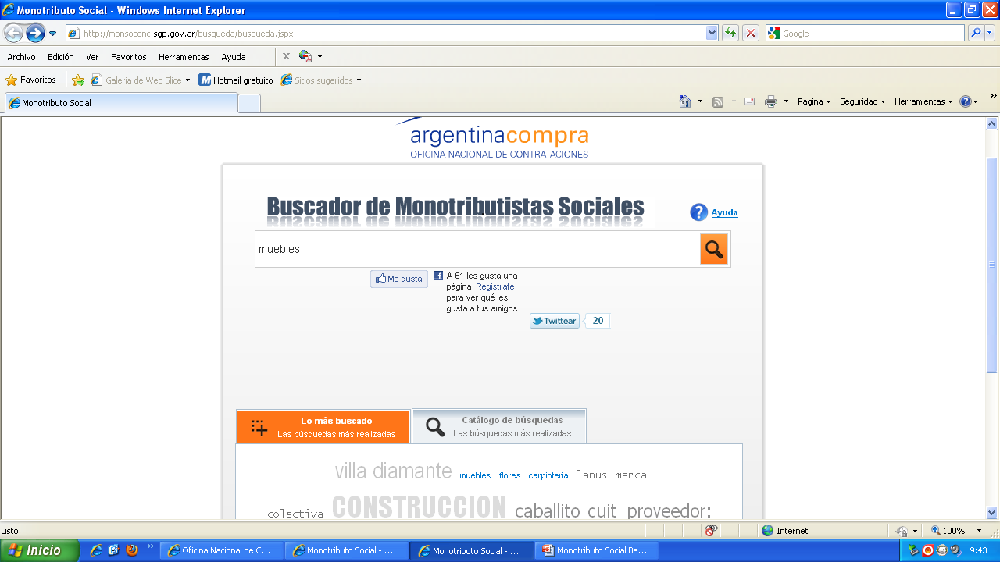 Monotributo Social - Windows Internet Explorer
http://monsoconc.sgp.gov.ar/busqueda/busqueda.jspx
Google
Archivo Edición Ver Favoritos Herramientas Ayuda
Favoritos Galería de Web Slice Hotmail gratuito Sitios sugeridos
Monotributo Social
Página Seguridad Herramientas
argentinacompra
OFICINA NACIONAL DE CONTRATACIONES
Buscador de Monotributistas Sociales
Ayuda
muebles
Me gusta
A 61 les gusta una
página. Regístrate
para ver qué les
gusta a tus amigos.
Twittear 20
Lo más buscado
Las búsquedas más realizadas
Catálogo de búsquedas
Las búsquedas más realizadas
villa diamante muebles flores carpinteria lanus marca
colectiva CONSTRUCCION caballito cuit proveedor:
Listo
Internet
100%
Inicio
Oficina Nacional de C...
Monotributo Social - ...
Monotributo Social - ...
Monotributo Social Be...
9:43